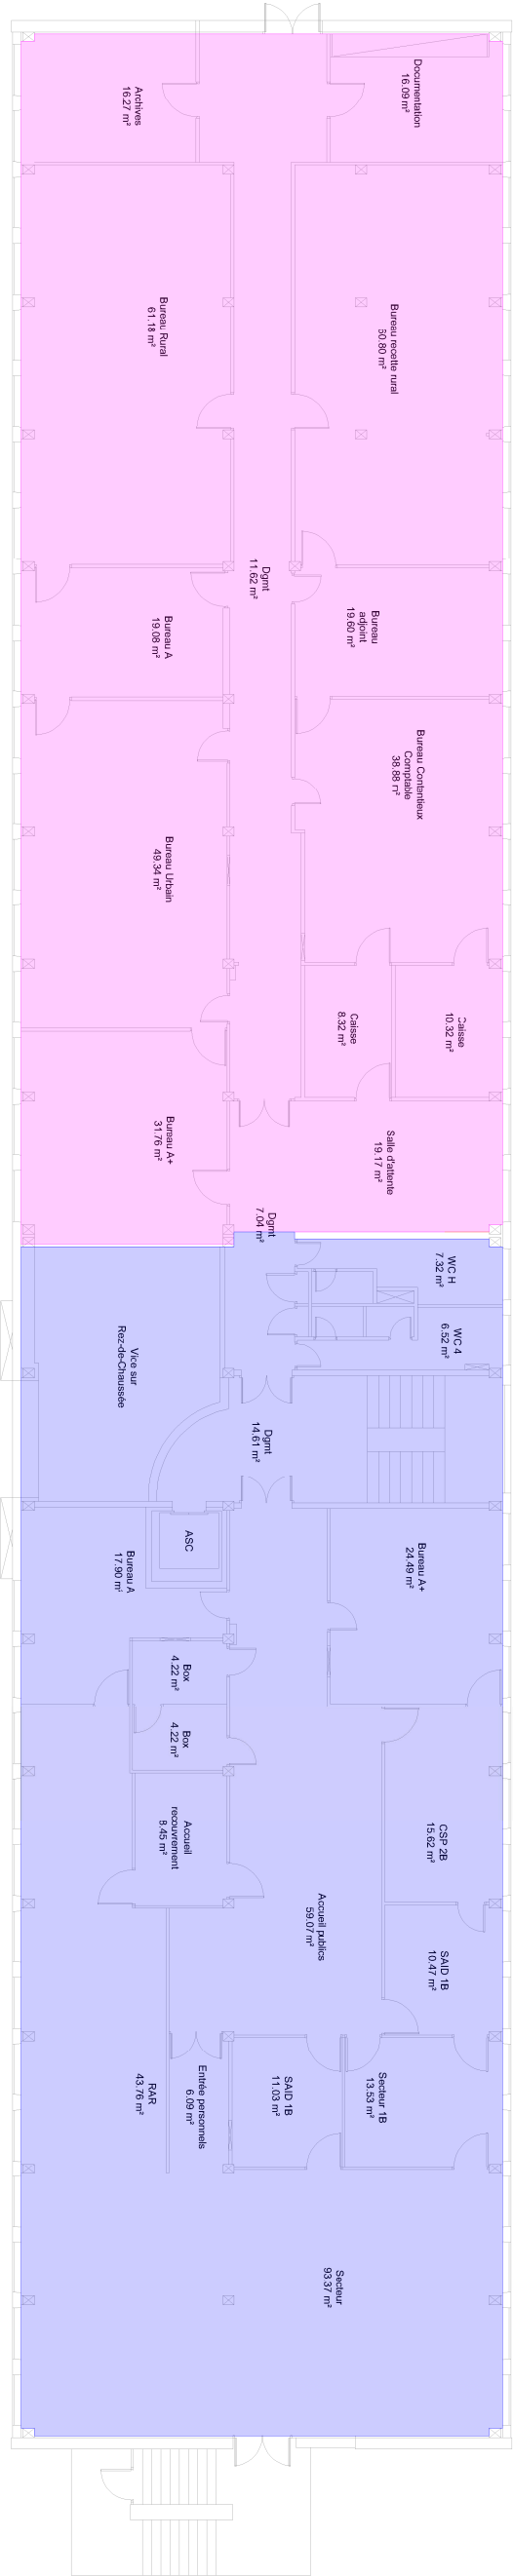 Documentation
16.09 m²
Archives
16.27 m²
Bureau recette rural
60.80 m²
Bureau Rural
61.18 m²
Dgmt
11.62 m²
Bureau
adjoint
19.60 m²
Bureau A
19.08 m²
Bureau Contentieux
Comptable
38.88 m²
Bureau Urbain
49.34 m²
Caisse
10.32 m²
Caisse
8.32 m²
Salle d'attente
19.17 m²
Bureau A+
31.76 m²
Dgmt
7.04 m²
WC H
7.32 m²
WC 4
6.52 m²
Vice sur
Rez-de-Chaussée
Dgmt
14.61 m²
ASC
Bureau A+
24.49 m²
Bureau A
17.90 m²
Box
4.22 m²
Box
4.22 m²
CSP 2B
15.62 m²
Accueil
recouvrement
8.45 m²
Accueil publics
59.07 m²
SAID 1B
10.47 m²
Secteur 1B
13.53 m²
SAID 1B
11.03 m²
Entrée personnels
6.09 m²
RAR
43.76 m²
Secteur
93.37 m²